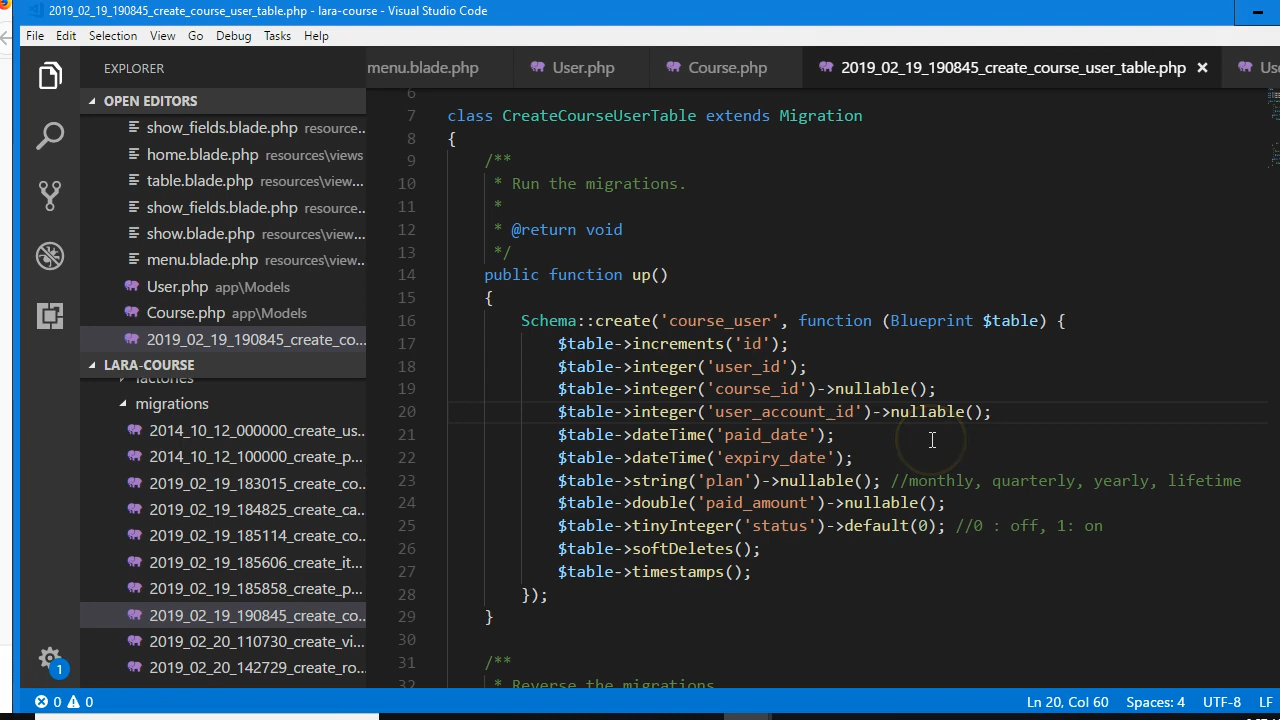 2019_02_19_190845_create_course_user_table.php - lara-course - Visual Studio Code
File Edit Selection View Go Debug Tasks Help
EXPLORER
menu.blade.php User.php Course.php 2019_02_19_190845_create_course_user_table.php
OPEN EDITORS
show_fields.blade.php resource...
home.blade.php resources\views
table.blade.php resources\view...
show_fields.blade.php resource...
show.blade.php resources\view...
menu.blade.php resources\view...
User.php app\Models
Course.php app\Models
2019_02_19_190845_create_co...
LARA-COURSE
factories
migrations
2014_10_12_000000_create_us...
2014_10_12_100000_create_p...
2019_02_19_183015_create_co...
2019_02_19_184825_create_ca...
2019_02_19_185114_create_co...
2019_02_19_185606_create_it...
2019_02_19_185858_create_p...
2019_02_19_190845_create_co...
2019_02_20_110730_create_vi...
2019_02_20_142729_create_ro...
6
7 class CreateCourseUserTable extends Migration
8 {
9 /**
10 * Run the migrations.
11 *
12 * @return void
13 */
14 public function up()
15 {
16 Schema::create('course_user', function (Blueprint $table) {
17 $table->increments('id');
18 $table->integer('user_id');
19 $table->integer('course_id')->nullable();
20 $table->integer('user_account_id')->nullable();
21 $table->dateTime('paid_date');
22 $table->dateTime('expiry_date');
23 $table->string('plan')->nullable(); //monthly, quarterly, yearly, lifetime
24 $table->double('paid_amount')->nullable();
25 $table->tinyInteger('status')->default(0); //0 : off, 1: on
26 $table->softDeletes();
27 $table->timestamps();
28 });
29 }
30
31 /**
32 * Reverse the migrations
1
0 0 Ln 20, Col 60 Spaces: 4 UTF-8 LF